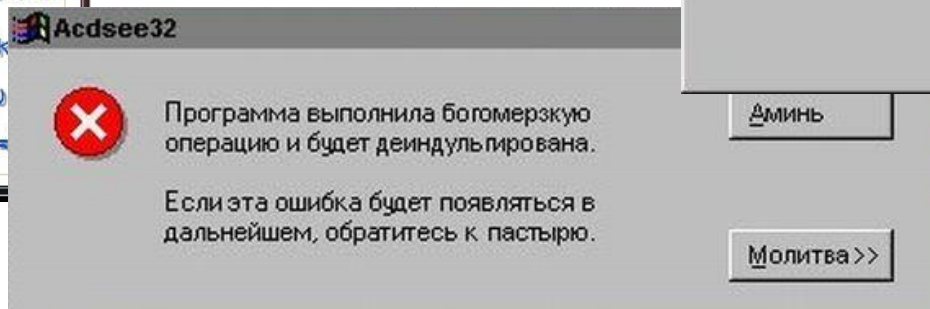 Acdsee32
Программа выполнила богомерзкую
операцию и будет деиндульгирована.
Если эта ошибка будет появляться в
дальнейшем, обратитесь к пастырю.
Аминь
Молитва>>